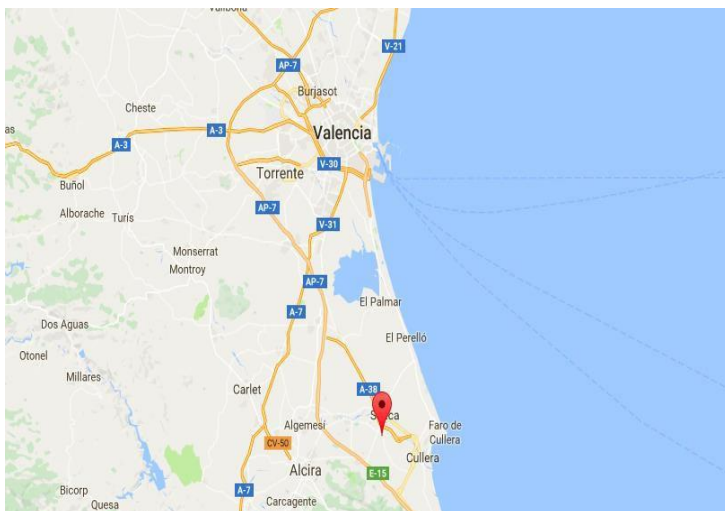 V-21
AP-7
Burjasot
Cheste
A-3
Valencia
A-3
V-30
Torrente
Buñol
AP-7
Alborache
Turís
V-31
Monserrat
Montroy
AP-7
El Palmar
A-7
Dos Aguas
El Perelló
Otonel
Millares
Carlet
A-38
Algemesí
Faro de
Cullera
CV-50
Cullera
Alcira
E-15
Bicorp
A-7
Quesa
Carcagente